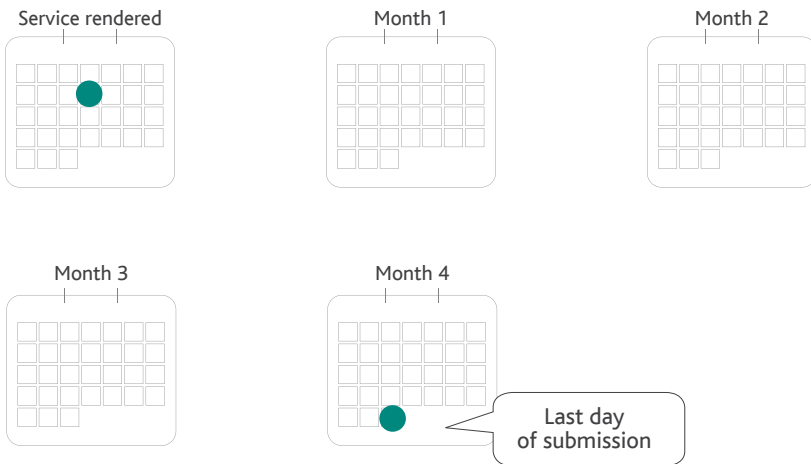 Service rendered
Month 1
Month 2
Month 3
Month 4
Last day
of submission